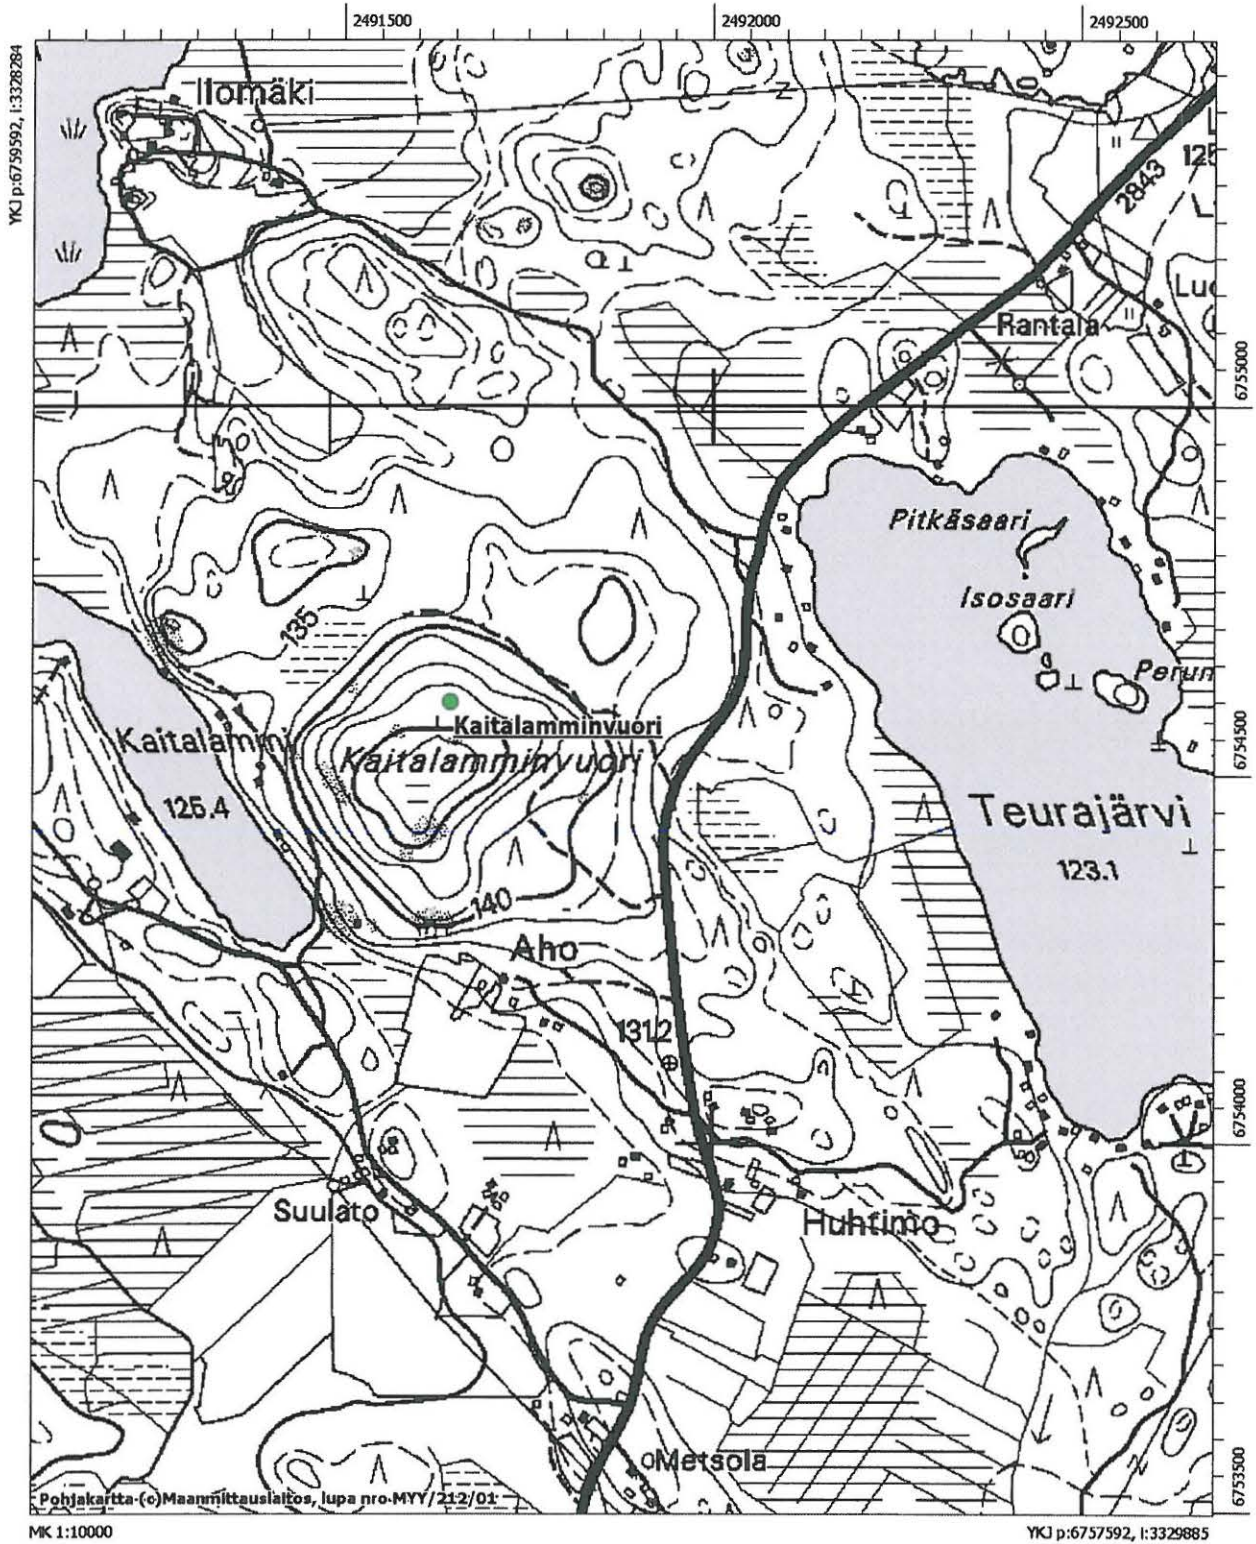 2491500
2492000
2492500
YKJ p:6759592, I:3328284
Ilomäki
2843
125
Rantala
6755000
Pitkäsaari
Isosaari
Perun
135
Kaitalamminvuori
Kaitalamminvuori
Kaitalammi
126.4
6754500
Teurajärvi
123.1
140
Aho
131.2
6754000
Suulato
Huhtimo
Metsola
6753500
Pohjakartta (c)Maanmittauslaitos, lupa nro MYY/212/01
MK 1:10000
YKJ p:6757592, I:3329885